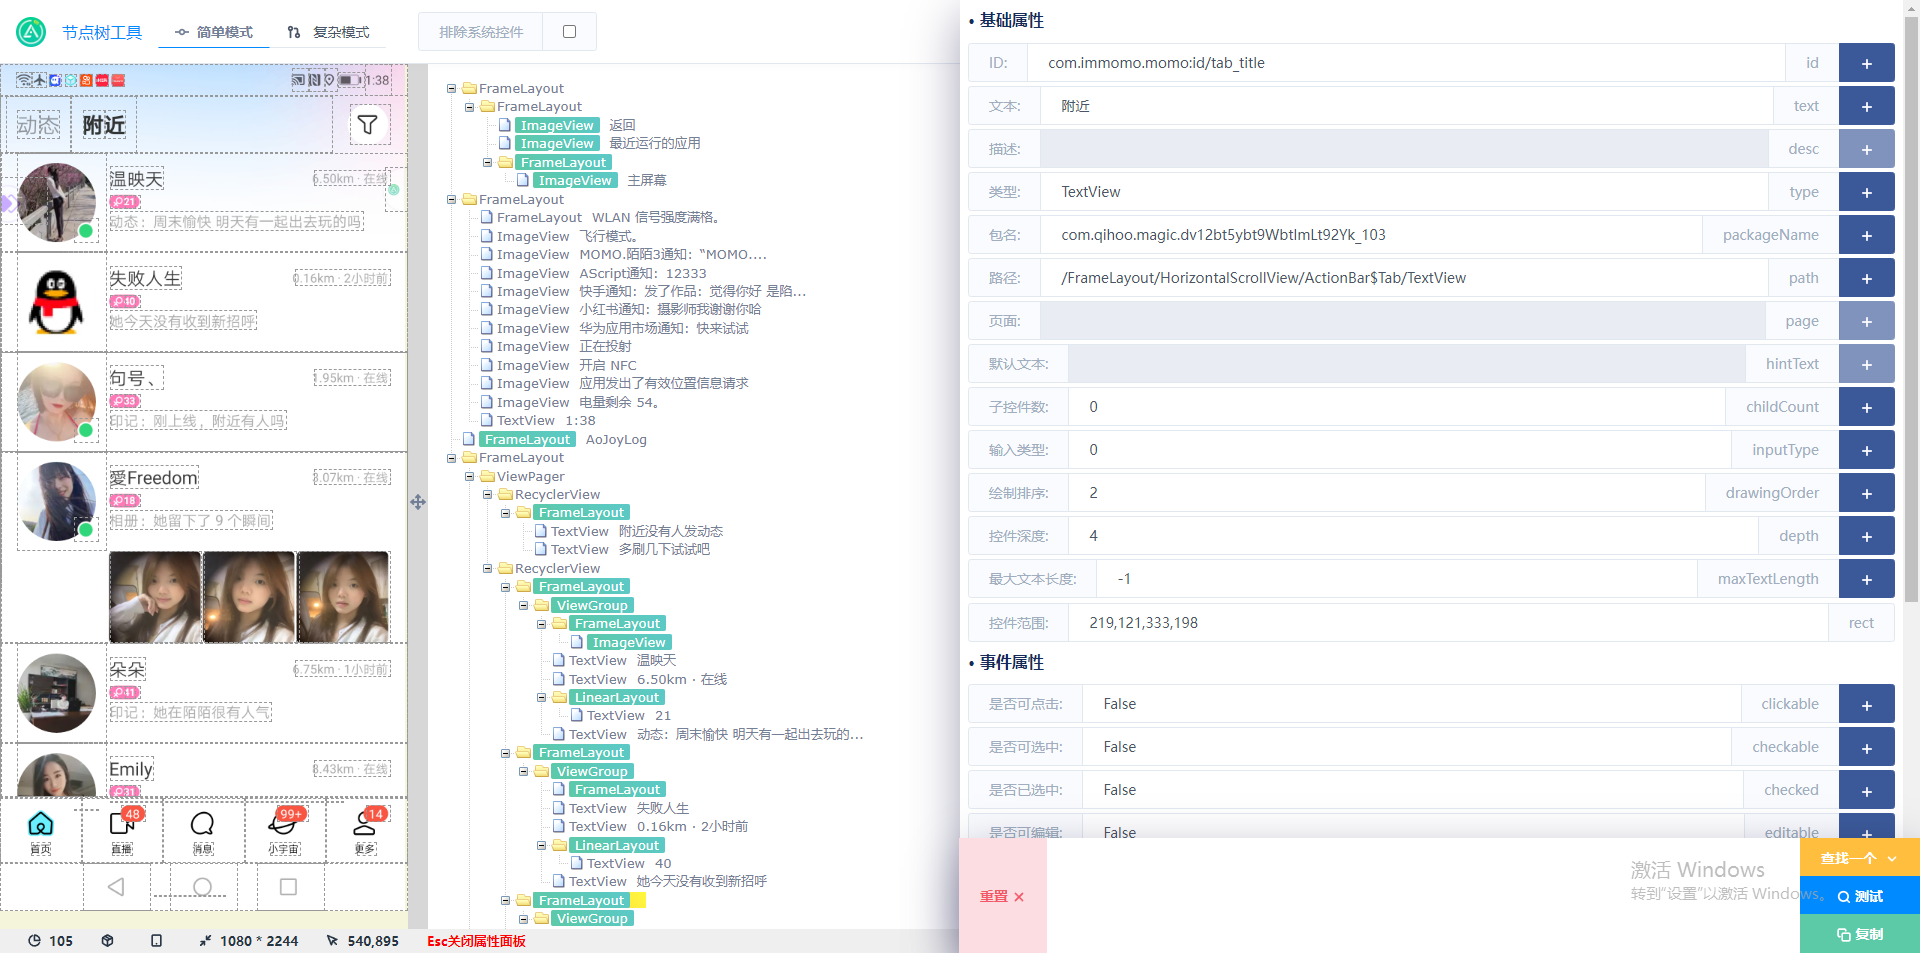 节点树工具
简单模式
复杂模式
排除系统控件
1:38
动态
附近
温映天
6.50km · 在线
21
动态：周末愉快 明天有一起出去玩的吗
失败人生
0.16km · 2小时前
40
她今天没有收到新招呼
句号、
1.95km · 在线
33
印记：刚上线，附近有人吗
愛Freedom
3.07km · 在线
18
相册：她留下了 9 个瞬间
朵朵
6.75km · 1小时前
41
印记：她在陌陌很有人气
Emily
8.43km · 在线
31
48
99+
14
首页
直播
消息
小宇宙
更多
FrameLayout
FrameLayout
ImageView 返回
ImageView 最近运行的应用
FrameLayout
ImageView 主屏幕
FrameLayout
FrameLayout WLAN 信号强度满格。
ImageView 飞行模式。
ImageView MOMO.陌陌3通知：“MOMO....
ImageView AScript通知：12333
ImageView 快手通知：发了作品：觉得你好 是陷...
ImageView 小红书通知：摄影师我谢谢你哈
ImageView 华为应用市场通知：快来试试
ImageView 正在投射
ImageView 开启 NFC
ImageView 应用发出了有效位置信息请求
ImageView 电量剩余 54。
TextView 1:38
FrameLayout AoJoyLog
FrameLayout
ViewPager
RecyclerView
FrameLayout
TextView 附近没有人发动态
TextView 多刷几下试试吧
RecyclerView
FrameLayout
ViewGroup
FrameLayout
ImageView
TextView 温映天
TextView 6.50km · 在线
LinearLayout
TextView 21
TextView 动态：周末愉快 明天有一起出去玩的...
FrameLayout
ViewGroup
FrameLayout
TextView 失败人生
TextView 0.16km · 2小时前
LinearLayout
TextView 40
TextView 她今天没有收到新招呼
FrameLayout
ViewGroup
105
1080 * 2244
540,895
Esc关闭属性面板
• 基础属性
ID: com.immomo.momo:id/tab_title id +
文本: 附近 text +
描述: desc +
类型: TextView type +
包名: com.qihoo.magic.dv12bt5ybt9WbtImLt92Yk_103 packageName +
路径: /FrameLayout/HorizontalScrollView/ActionBar$Tab/TextView path +
页面: page +
默认文本: hintText +
子控件数: 0 childCount +
输入类型: 0 inputType +
绘制排序: 2 drawingOrder +
控件深度: 4 depth +
最大文本长度: -1 maxTextLength +
控件范围: 219,121,333,198 rect
• 事件属性
是否可点击: False clickable +
是否可选中: False checkable +
是否已选中: False checked +
是否可编辑: False editable +
重置 ×
激活 Windows
转到“设置”以激活 Windows。
查找一个
测试
复制